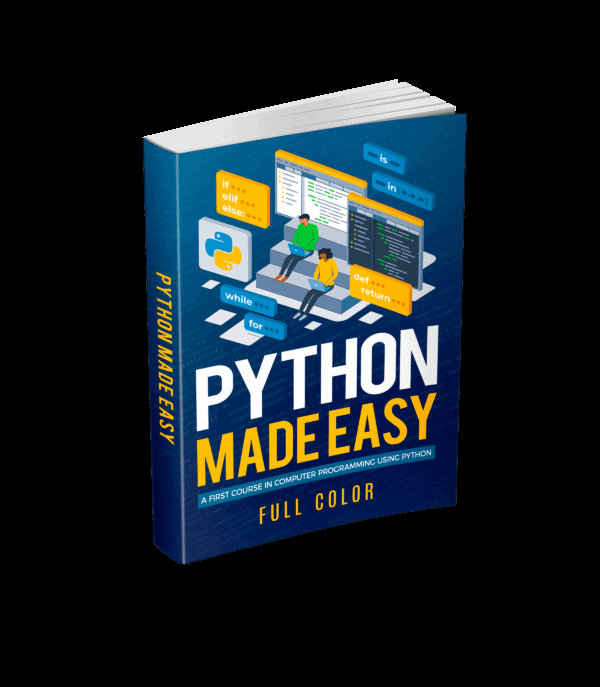 is
in
if
elif
else:
def
return
while
for
PYTHON MADE EASY
PYTHON
MADE EASY
A FIRST COURSE IN COMPUTER PROGRAMMING USING PYTHON
FULL COLOR